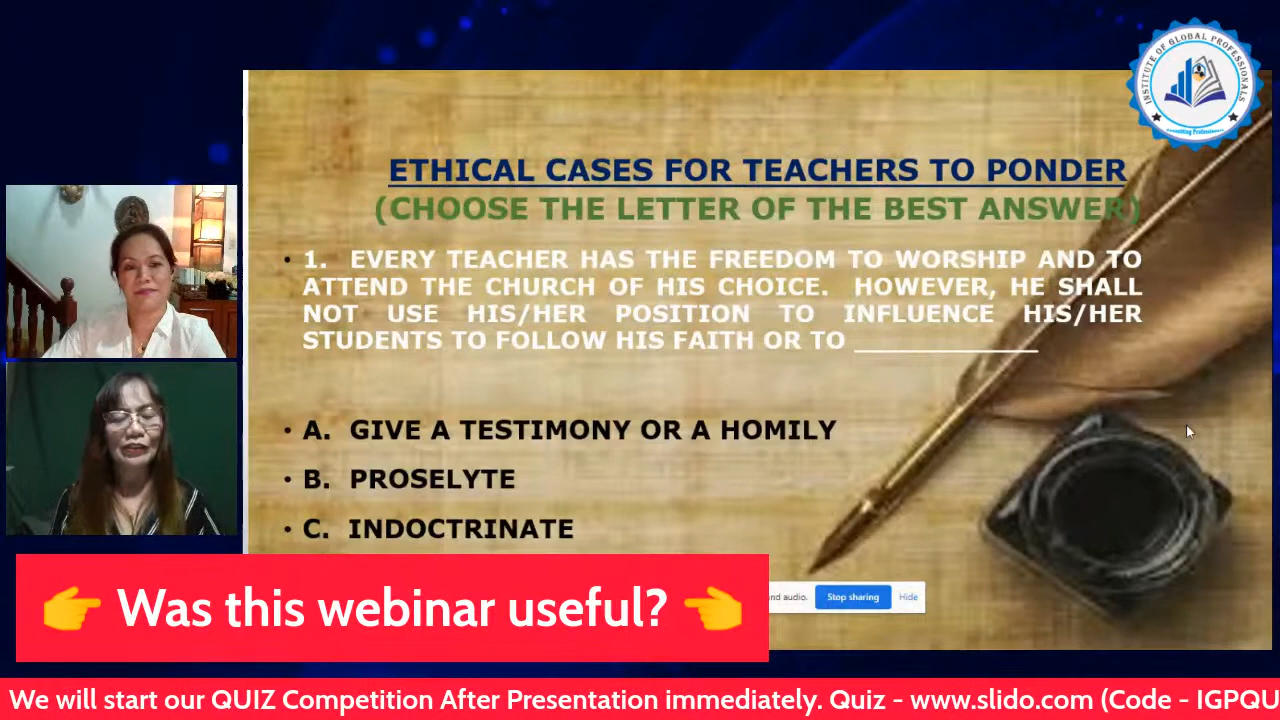 INSTITUTE OF GLOBAL PROFESSIONALS
ETHICAL CASES FOR TEACHERS TO PONDER
(CHOOSE THE LETTER OF THE BEST ANSWER)
• 1. EVERY TEACHER HAS THE FREEDOM TO WORSHIP AND TO
ATTEND THE CHURCH OF HIS CHOICE. HOWEVER, HE SHALL
NOT USE HIS/HER POSITION TO INFLUENCE HIS/HER
STUDENTS TO FOLLOW HIS FAITH OR TO ______________
• A. GIVE A TESTIMONY OR A HOMILY
• B. PROSELYTE
• C. INDOCTRINATE
👉 Was this webinar useful? 👈
nd audio. Stop sharing Hide
We will start our QUIZ Competition After Presentation immediately. Quiz - www.slido.com (Code - IGPQU